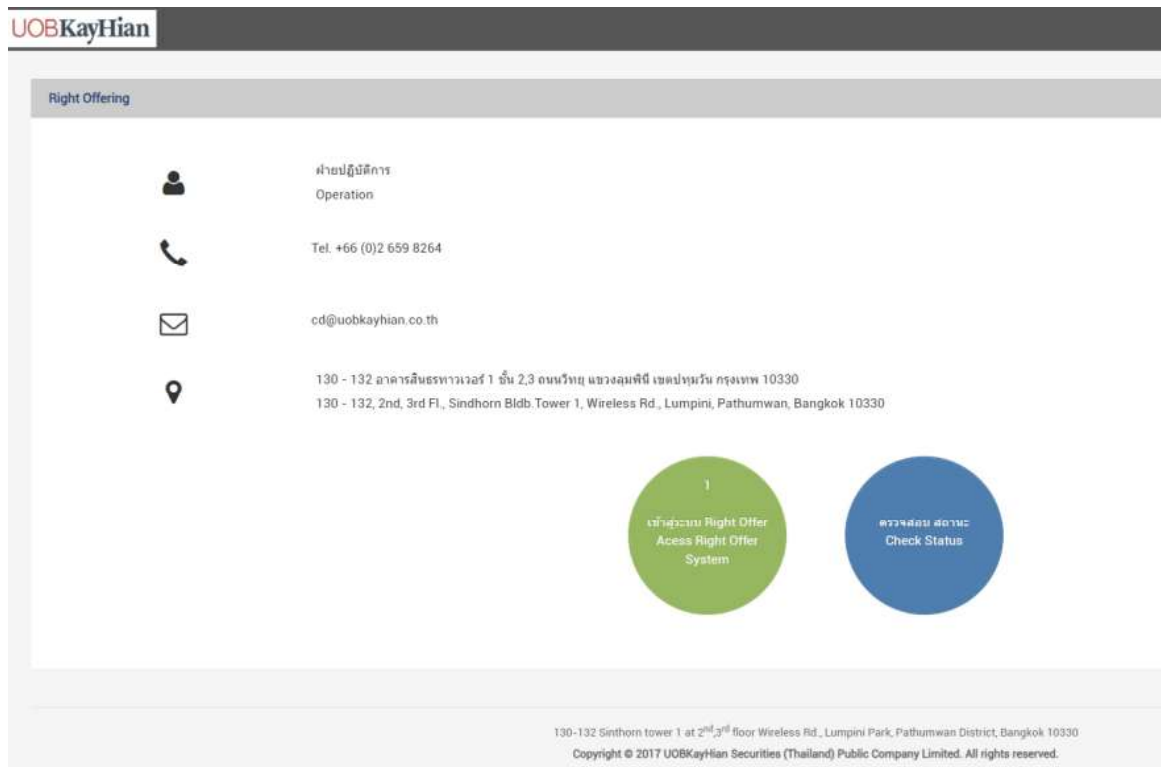 UOBKayHian
Right Offering
ฝ่ายปฏิบัติการ
Operation
Tel. +66 (0)2 659 8264
cd@uobkayhian.co.th
130 - 132 อาคารสินธรทาวเวอร์ 1 ชั้น 2,3 ถนนวิทยุ แขวงลุมพินี เขตปทุมวัน กรุงเทพ 10330
130 - 132, 2nd, 3rd Fl., Sindhorn Bldb.Tower 1, Wireless Rd., Lumpini, Pathumwan, Bangkok 10330
1
เข้าสู่ระบบ Right Offer
Acess Right Offer
System
ตรวจสอบ สถานะ
Check Status
130-132 Sinthorn tower 1 at 2nd,3rd floor Wireless Rd., Lumpini Park, Pathumwan District, Bangkok 10330
Copyright © 2017 UOBKayHian Securities (Thailand) Public Company Limited. All rights reserved.